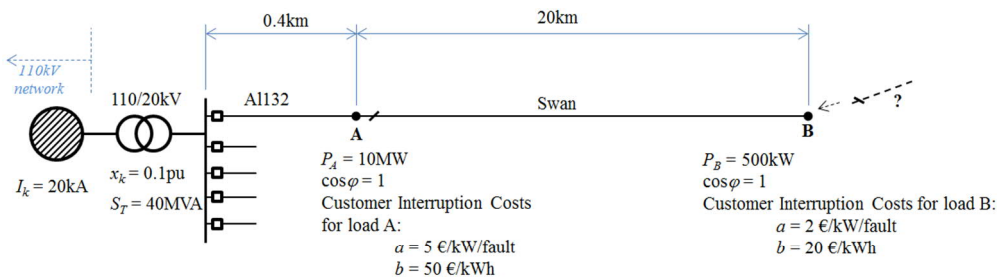 0.4km
20km
110kV
network
110/20kV
Al132
Swan
?
A
B
I_k = 20kA
x_k = 0.1pu
S_T = 40MVA
P_A = 10MW
cosφ = 1
Customer Interruption Costs
for load A:
a = 5 €/kW/fault
b = 50 €/kWh
P_B = 500kW
cosφ = 1
Customer Interruption Costs for load B:
a = 2 €/kW/fault
b = 20 €/kWh